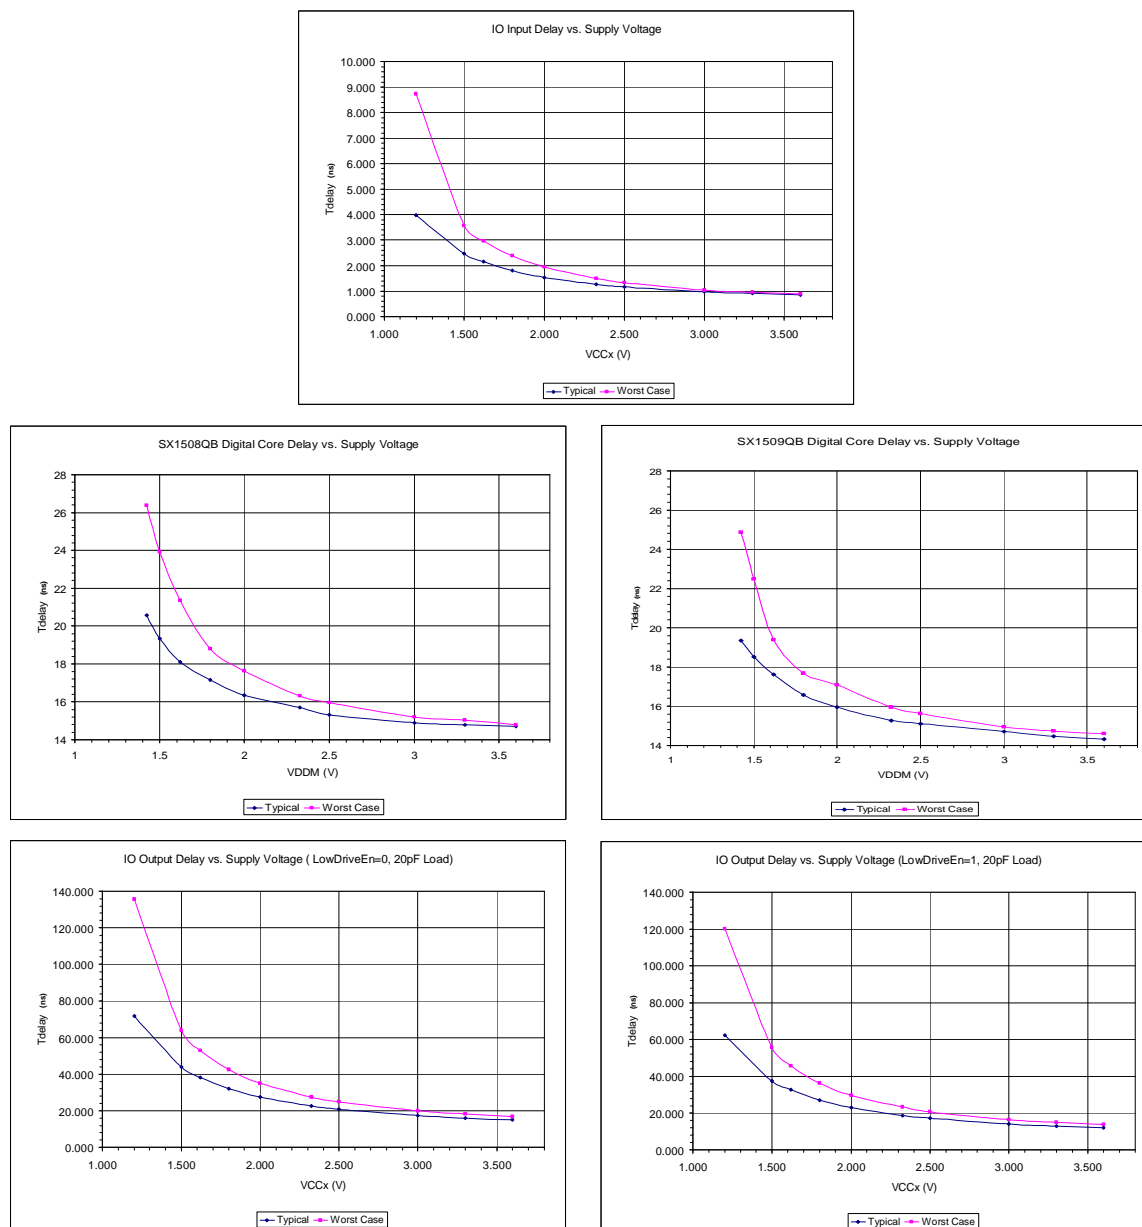 IO Input Delay vs. Supply Voltage
10.000
9.000
8.000
7.000
6.000
5.000
4.000
3.000
2.000
1.000
0.000
Tdelay (ns)
1.000 1.500 2.000 2.500 3.000 3.500
VCCx (V)
Typical Worst Case
SX1508QB Digital Core Delay vs. Supply Voltage
28
26
24
22
20
18
16
14
Tdelay (ns)
1 1.5 2 2.5 3 3.5
VDDM (V)
Typical Worst Case
SX1509QB Digital Core Delay vs. Supply Voltage
28
26
24
22
20
18
16
14
Tdelay (ns)
1 1.5 2 2.5 3 3.5
VDDM (V)
Typical Worst Case
IO Output Delay vs. Supply Voltage ( LowDriveEn=0, 20pF Load)
140.000
120.000
100.000
80.000
60.000
40.000
20.000
0.000
Tdelay (ns)
1.000 1.500 2.000 2.500 3.000 3.500
VCCx (V)
Typical Worst Case
IO Output Delay vs. Supply Voltage (LowDriveEn=1, 20pF Load)
140.000
120.000
100.000
80.000
60.000
40.000
20.000
0.000
Tdelay (ns)
1.000 1.500 2.000 2.500 3.000 3.500
VCCx (V)
Typical Worst Case